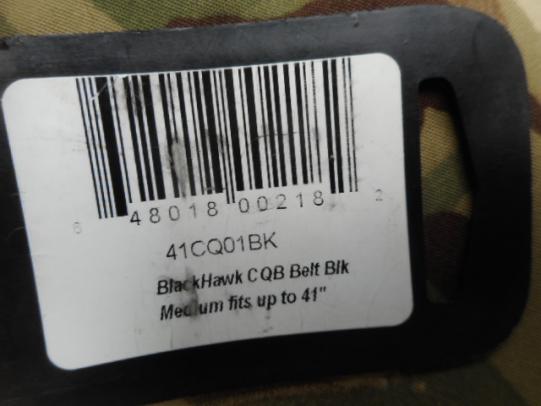 6 48018 00218 2
41CQ01BK
BlackHawk CQB Belt Blk
Medium fits up to 41"